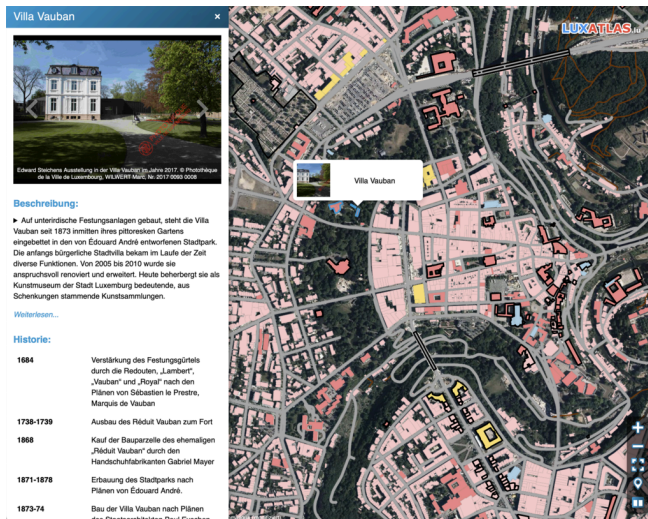 Villa Vauban
×
LUXATLAS.lu
Edward Steichens Ausstellung in der Villa Vauban im Jahre 2017. © Photothèque
de la Ville de Luxembourg, WILWERT Marc, Nr. 2017 0093 0008
Villa Vauban
Beschreibung:
► Auf unterirdische Festungsanlagen gebaut, steht die Villa
Vauban seit 1873 inmitten ihres pittoresken Gartens
eingebettet in den von Édouard André entworfenen Stadtpark.
Die anfangs bürgerliche Stadtvilla bekam im Laufe der Zeit
diverse Funktionen. Von 2005 bis 2010 wurde sie
anspruchsvoll renoviert und erweitert. Heute beherbergt sie als
Kunstmuseum der Stadt Luxemburg bedeutende, aus
Schenkungen stammende Kunstsammlungen.
Weiterlesen...
Historie:
1684 Verstärkung des Festungsgürtels
durch die Redouten, „Lambert“,
„Vauban“ und „Royal“ nach den
Plänen von Sébastien le Prestre,
Marquis de Vauban
1738-1739 Ausbau des Réduit Vauban zum Fort
1868 Kauf der Bauparzelle des ehemaligen
„Réduit Vauban“ durch den
Handschuhfabrikanten Gabriel Mayer
1871-1878 Erbauung des Stadtparks nach
Plänen von Édouard André.
1873-74 Bau der Villa Vauban nach Plänen